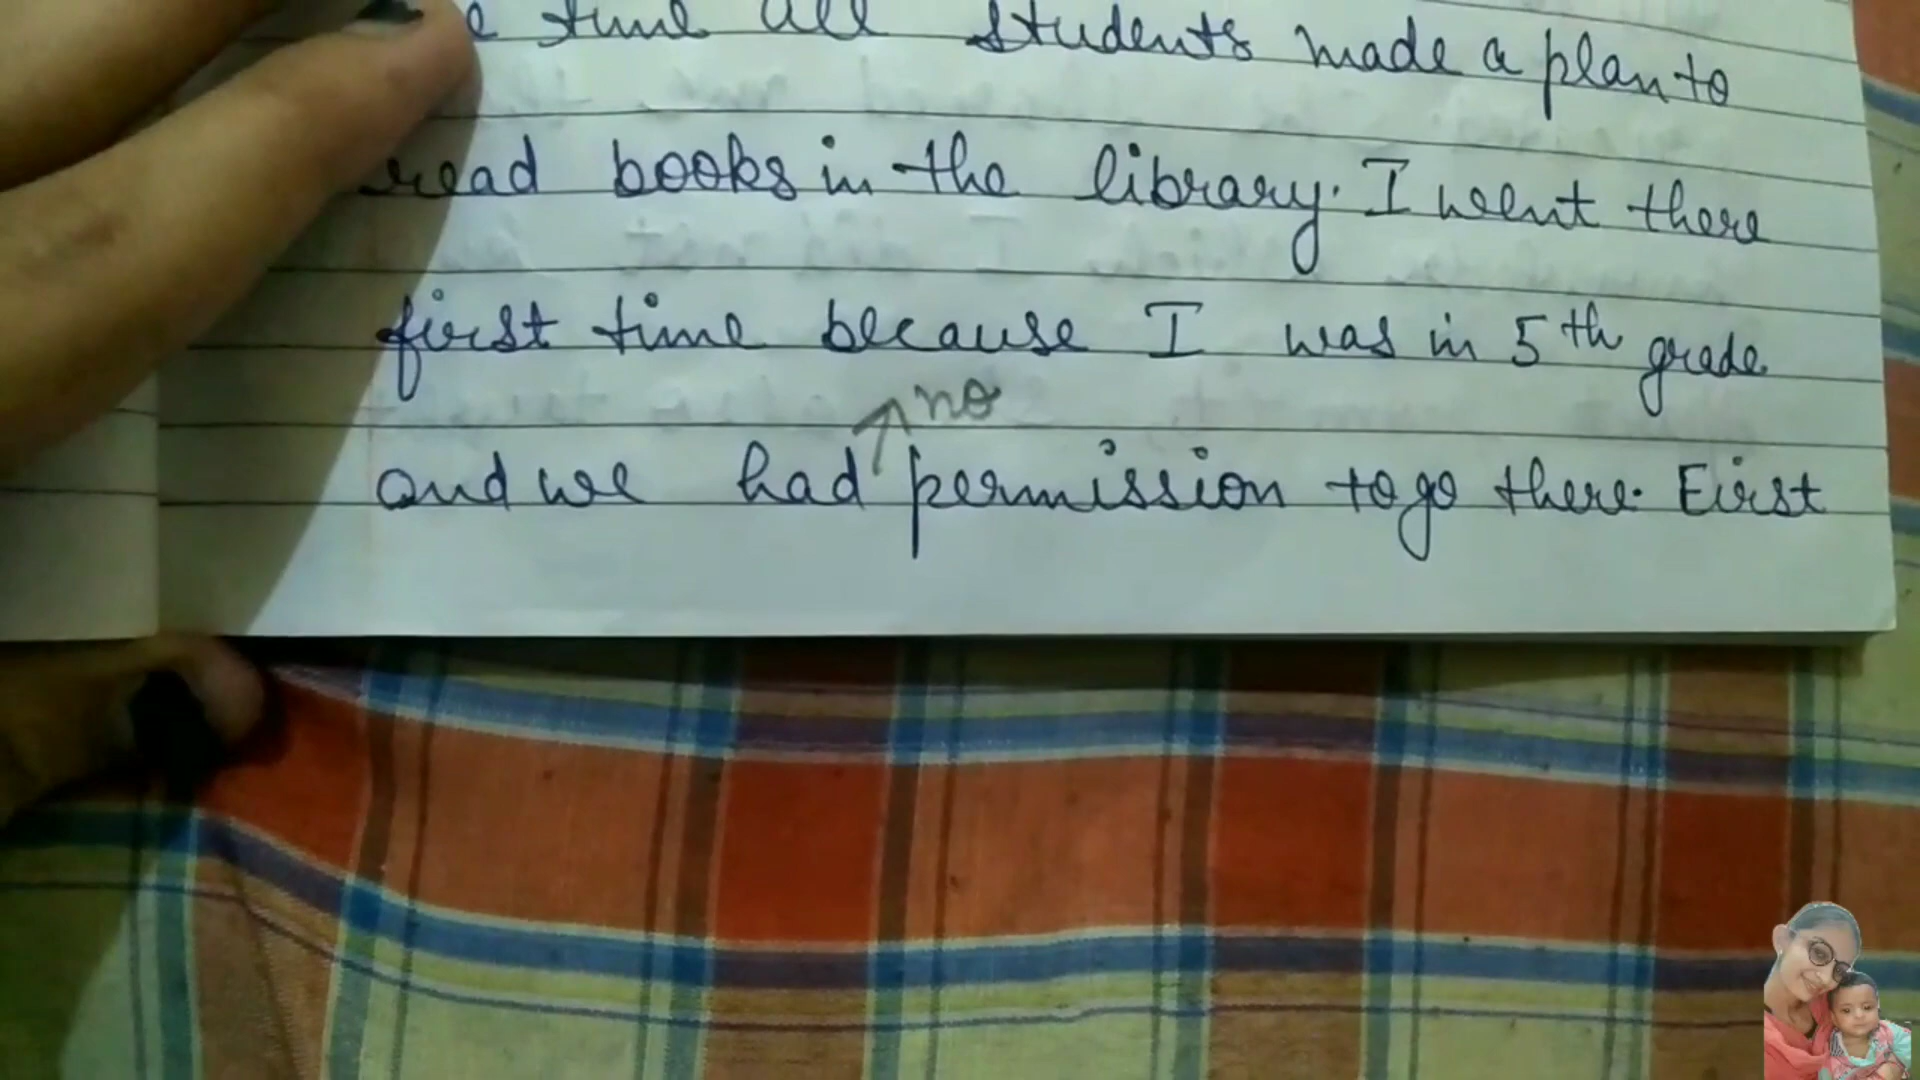 time all students made a plan to
read books in the library. I went there
first time because I was in 5th grade
no
and we had permission to go there. First